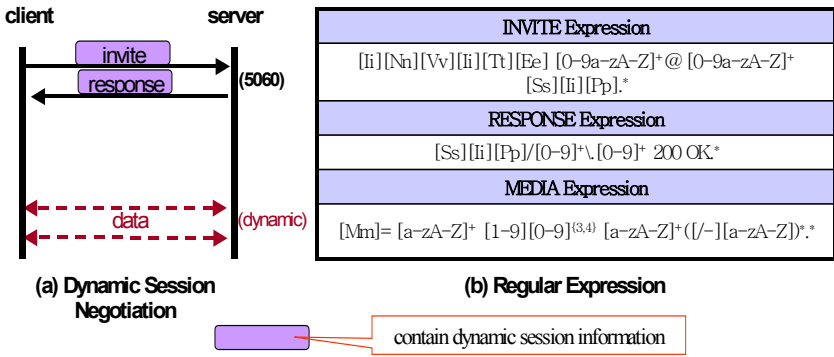 client
server
invite
response
(5060)
data
(dynamic)
(a) Dynamic Session
Negotiation
INVITE Expression
[Ii][Nn][Vv][Ii][Tt][Ee] [0-9a-zA-Z]⁺@[0-9a-zA-Z]⁺
[Ss][Ii][Pp].*
RESPONSE Expression
[Ss][Ii][Pp]/[0-9]⁺\.[0-9]⁺ 200 OK.*
MEDIA Expression
[Mm]= [a-zA-Z]⁺ [1-9][0-9]{3,4} [a-zA-Z]⁺([/-][a-zA-Z])*.*
(b) Regular Expression
contain dynamic session information